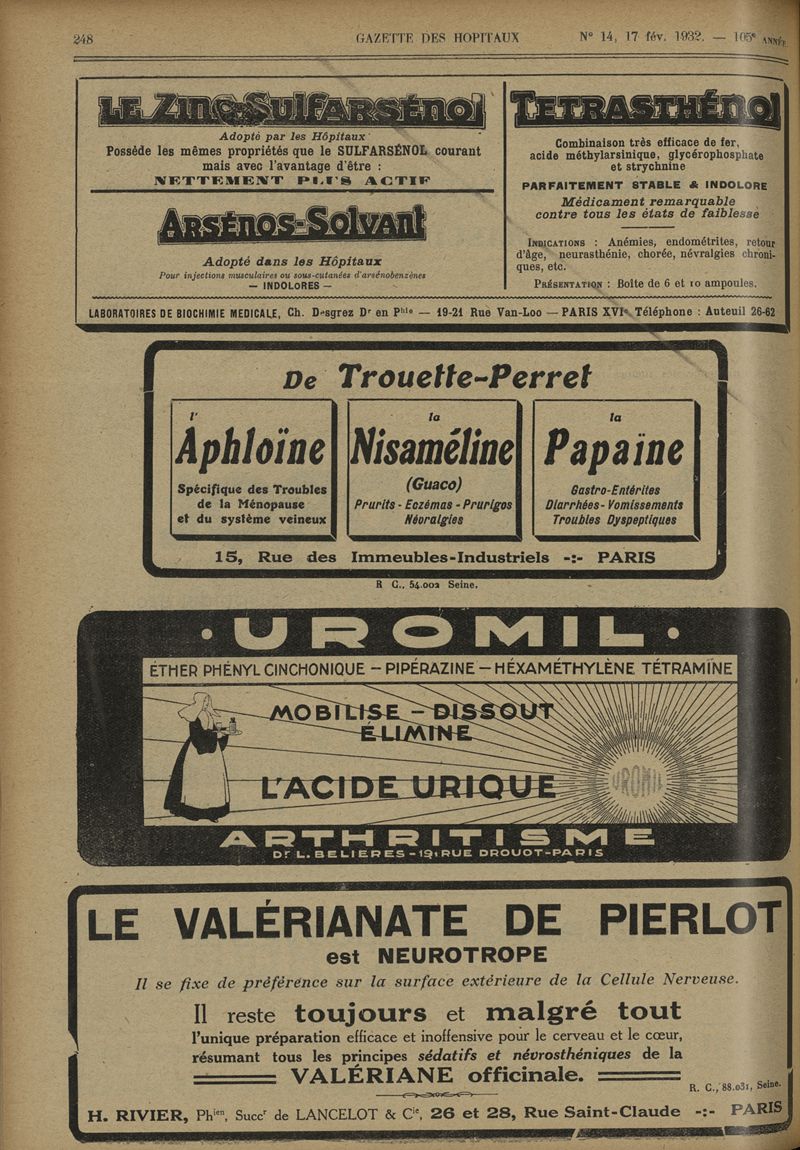 248
GAZETTE DES HOPITAUX
N° 14, 17 fév. 1932. — 105e ANNÉE
LE ZINC-SULFARSÉNOL
Adopté par les Hôpitaux
Possède les mêmes propriétés que le SULFARSÉNOL courant
mais avec l'avantage d'être :
NETTEMENT PLUS ACTIF
ARSÉNOS-SOLVANT
Adopté dans les Hôpitaux
Pour injections musculaires ou sous-cutanées d'arsénobenzènes
— INDOLORES —
TETRASTHÉNOL
Combinaison très efficace de fer,
acide méthylarsinique, glycérophosphate
et strychnine
PARFAITEMENT STABLE & INDOLORE
Médicament remarquable
contre tous les états de faiblesse
INDICATIONS : Anémies, endométrites, retour
d'âge, neurasthénie, chorée, névralgies chroni-
ques, etc.
PRÉSENTATION : Boîte de 6 et 10 ampoules.
LABORATOIRES DE BIOCHIMIE MEDICALE, Ch. Desgrez Dr en Phie — 19-21 Rue Van-Loo — PARIS XVIe Téléphone : Auteuil 26-62
De Trouette-Perret
l'
Aphloïne
Spécifique des Troubles
de la Ménopause
et du système veineux
la
Nisaméline
(Guaco)
Prurits - Eczémas - Prurigos
Névralgies
la
Papaïne
Gastro-Entérites
Diarrhées - Vomissements
Troubles Dyspeptiques
15, Rue des Immeubles-Industriels -:- PARIS
R C., 54.002 Seine.
· UROMIL ·
ÉTHER PHÉNYL CINCHONIQUE — PIPÉRAZINE — HÉXAMÉTHYLÈNE TÉTRAMÏNE
MOBILISE - DISSOUT
ÉLIMINE
L'ACIDE URIQUE
UROMIL
ARTHRITISME
Dr L. BELIERES - 191 RUE DROUOT - PARIS
LE VALÉRIANATE DE PIERLOT
est NEUROTROPE
Il se fixe de préférence sur la surface extérieure de la Cellule Nerveuse.
Il reste toujours et malgré tout
l'unique préparation efficace et inoffensive pour le cerveau et le cœur,
résumant tous les principes sédatifs et névrosthéniques de la
VALÉRIANE officinale.
R. C., 88.031, Seine.
H. RIVIER, Phien, Succr de LANCELOT & Cie, 26 et 28, Rue Saint-Claude -:- PARIS